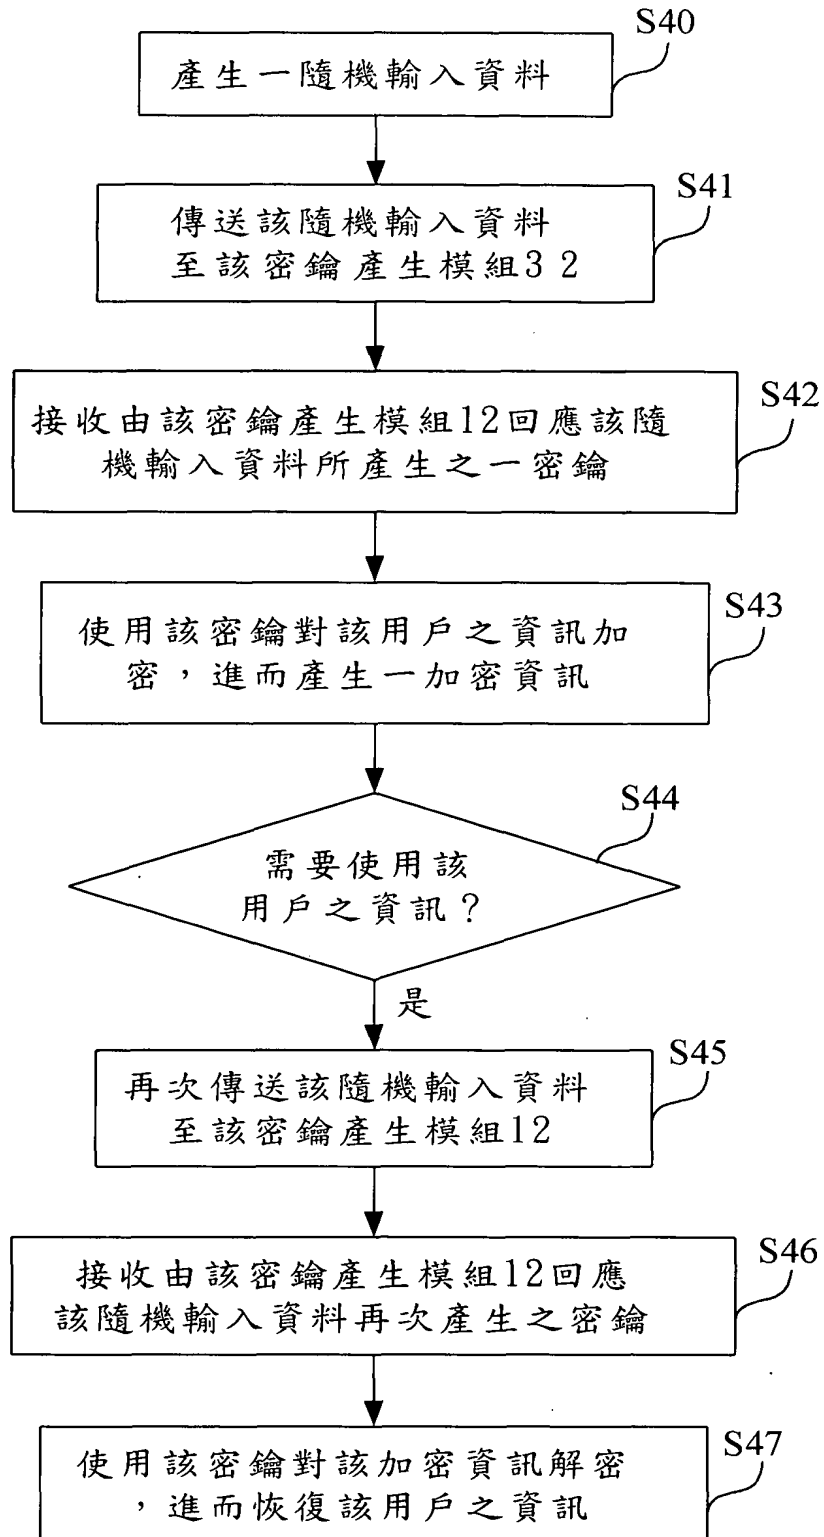 S40
產生一隨機輸入資料
S41
傳送該隨機輸入資料
至該密鑰產生模組32
S42
接收由該密鑰產生模組12回應該隨
機輸入資料所產生之一密鑰
S43
使用該密鑰對該用戶之資訊加
密，進而產生一加密資訊
S44
需要使用該
用戶之資訊？
是
S45
再次傳送該隨機輸入資料
至該密鑰產生模組12
S46
接收由該密鑰產生模組12回應
該隨機輸入資料再次產生之密鑰
S47
使用該密鑰對該加密資訊解密
，進而恢復該用戶之資訊